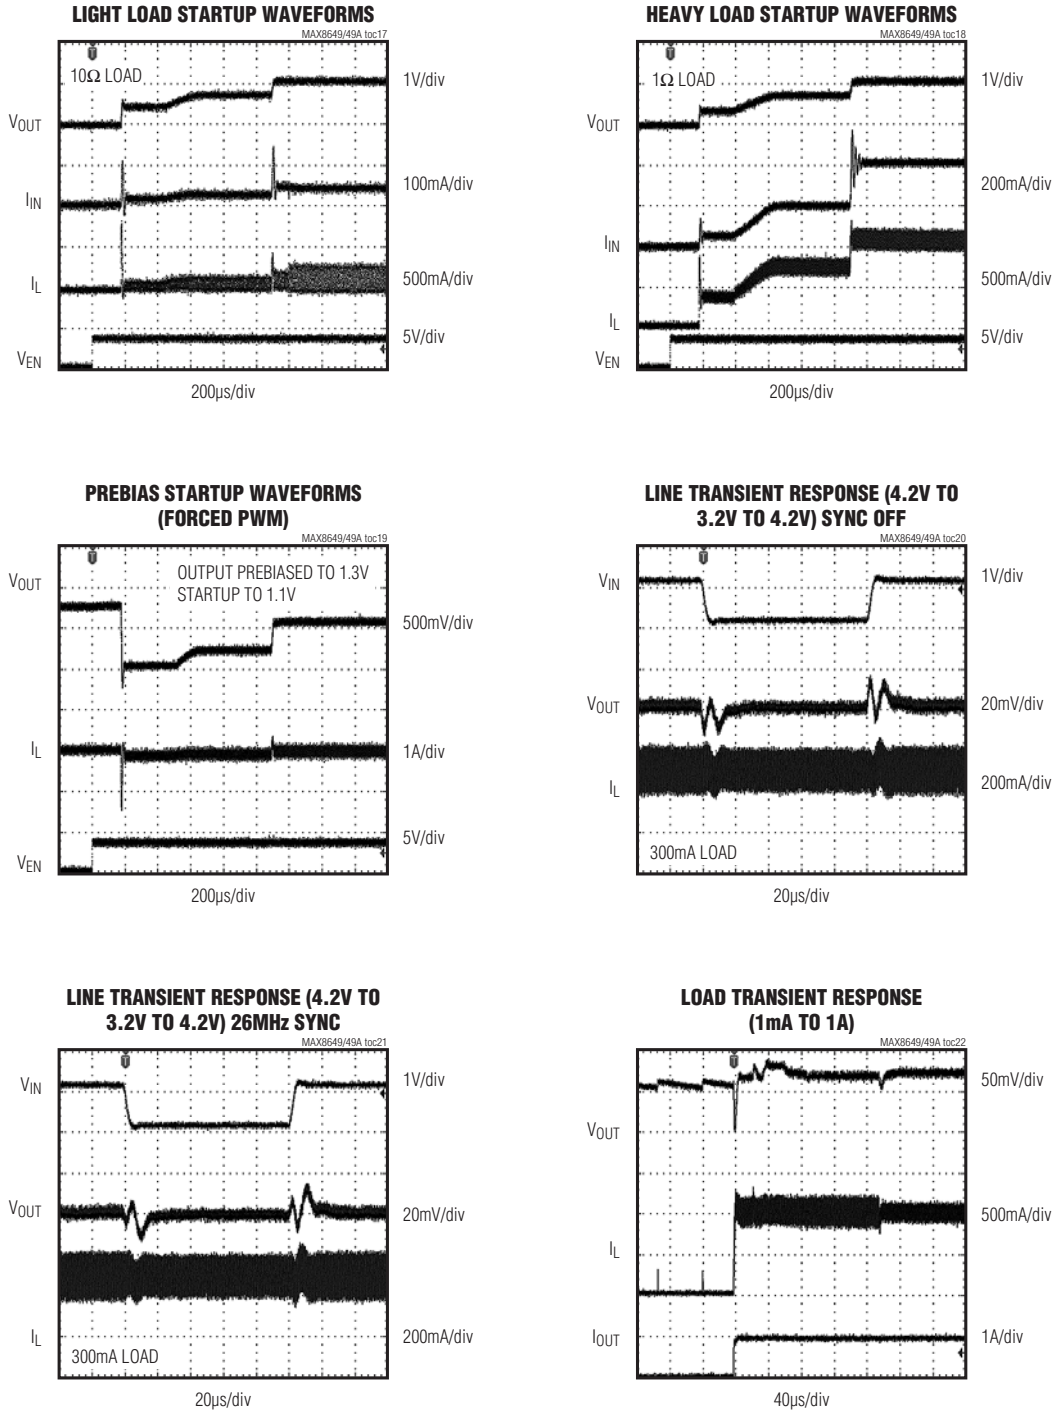 LIGHT LOAD STARTUP WAVEFORMS
MAX8649/49A toc17
T
10Ω LOAD
1V/div
VOUT
100mA/div
IIN
500mA/div
IL
5V/div
VEN
200µs/div
HEAVY LOAD STARTUP WAVEFORMS
MAX8649/49A toc18
T
1Ω LOAD
1V/div
VOUT
200mA/div
IIN
500mA/div
IL
5V/div
VEN
200µs/div
PREBIAS STARTUP WAVEFORMS
(FORCED PWM)
MAX8649/49A toc19
T
OUTPUT PREBIASED TO 1.3V
STARTUP TO 1.1V
VOUT
500mV/div
IL
1A/div
5V/div
VEN
200µs/div
LINE TRANSIENT RESPONSE (4.2V TO
3.2V TO 4.2V) SYNC OFF
MAX8649/49A toc20
T
VIN
1V/div
VOUT
20mV/div
IL
200mA/div
300mA LOAD
20µs/div
LINE TRANSIENT RESPONSE (4.2V TO
3.2V TO 4.2V) 26MHz SYNC
MAX8649/49A toc21
T
VIN
1V/div
VOUT
20mV/div
IL
200mA/div
300mA LOAD
20µs/div
LOAD TRANSIENT RESPONSE
(1mA TO 1A)
MAX8649/49A toc22
T
50mV/div
VOUT
500mA/div
IL
IOUT
1A/div
40µs/div